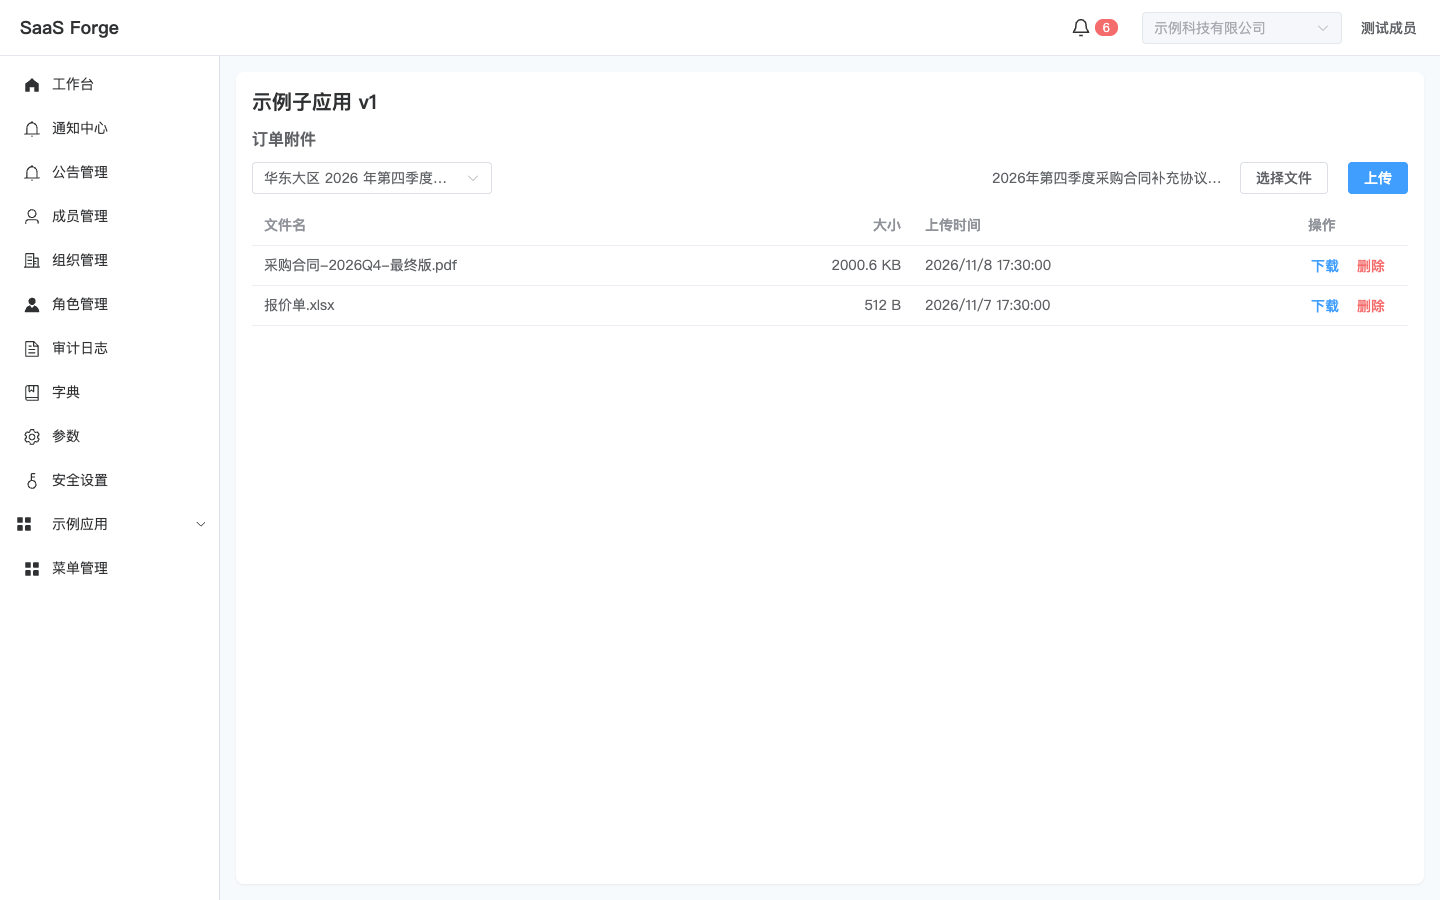 SaaS Forge
6
示例科技有限公司
测试成员
工作台
通知中心
公告管理
成员管理
组织管理
角色管理
审计日志
字典
参数
安全设置
示例应用
菜单管理
示例子应用 v1
订单附件
华东大区 2026 年第四季度...
2026年第四季度采购合同补充协议...
选择文件
上传
文件名 大小 上传时间 操作
采购合同-2026Q4-最终版.pdf 2000.6 KB 2026/11/8 17:30:00 下载 删除
报价单.xlsx 512 B 2026/11/7 17:30:00 下载 删除